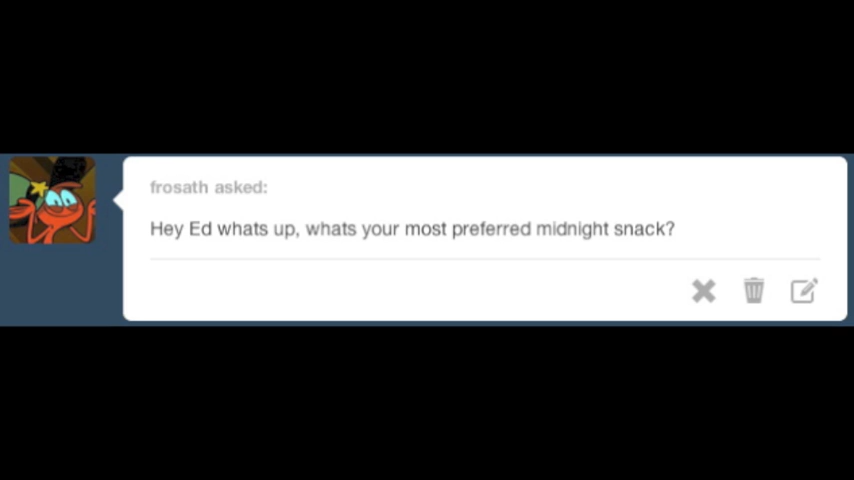 frosath asked:
Hey Ed whats up, whats your most preferred midnight snack?